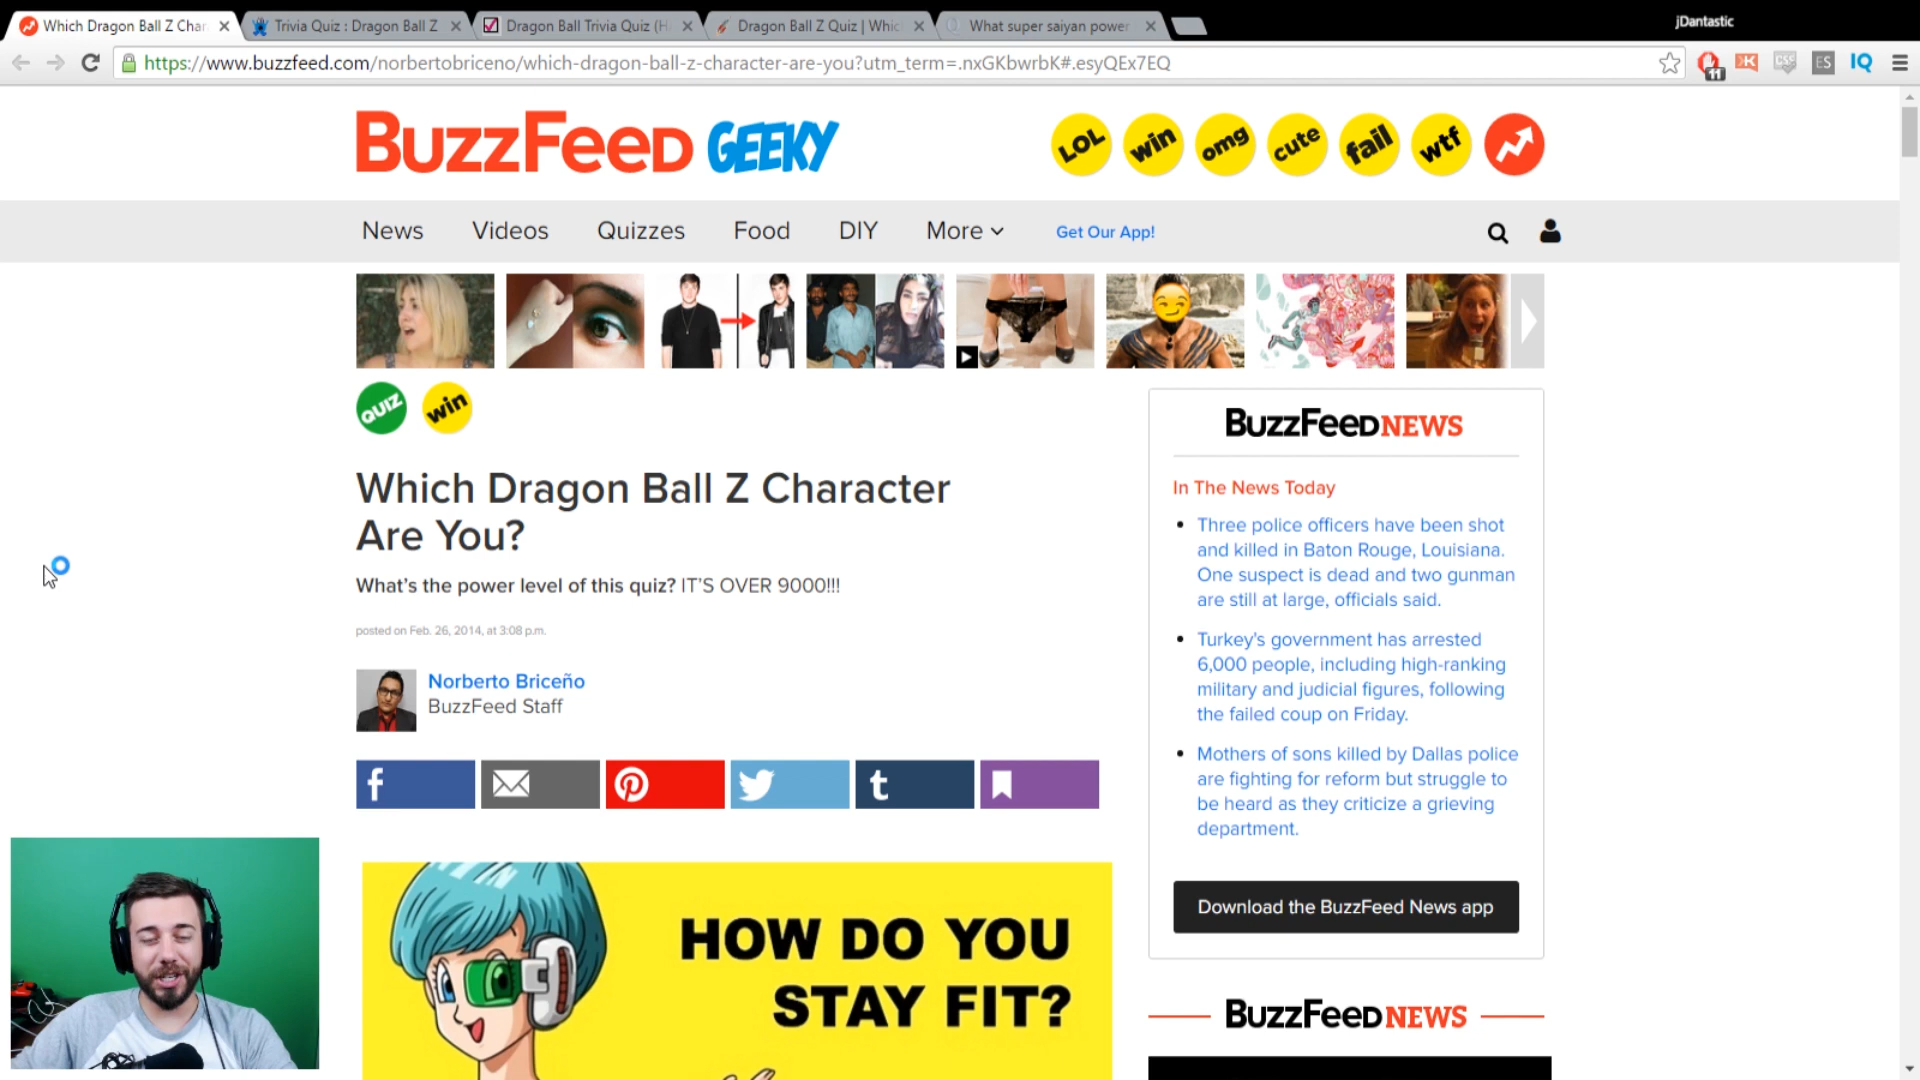 Which Dragon Ball Z Char
Trivia Quiz : Dragon Ball Z
Dragon Ball Trivia Quiz (H
Dragon Ball Z Quiz | Which
What super saiyan power
jDantastic
https://www.buzzfeed.com/norbertobriceno/which-dragon-ball-z-character-are-you?utm_term=.nxGKbwrbK#.esyQEx7EQ
11
K
CSC
ES
IQ
BuzzFeed GEEKY
LOL
win
omg
cute
fail
wtf
News
Videos
Quizzes
Food
DIY
More
Get Our App!
QUIZ
win
Which Dragon Ball Z Character
Are You?
What's the power level of this quiz? IT'S OVER 9000!!!
posted on Feb. 26, 2014, at 3:08 p.m.
Norberto Briceño
BuzzFeed Staff
HOW DO YOU
STAY FIT?
BuzzFeed NEWS
In The News Today
Three police officers have been shot
and killed in Baton Rouge, Louisiana.
One suspect is dead and two gunman
are still at large, officials said.
Turkey's government has arrested
6,000 people, including high-ranking
military and judicial figures, following
the failed coup on Friday.
Mothers of sons killed by Dallas police
are fighting for reform but struggle to
be heard as they criticize a grieving
department.
Download the BuzzFeed News app
BuzzFeed NEWS